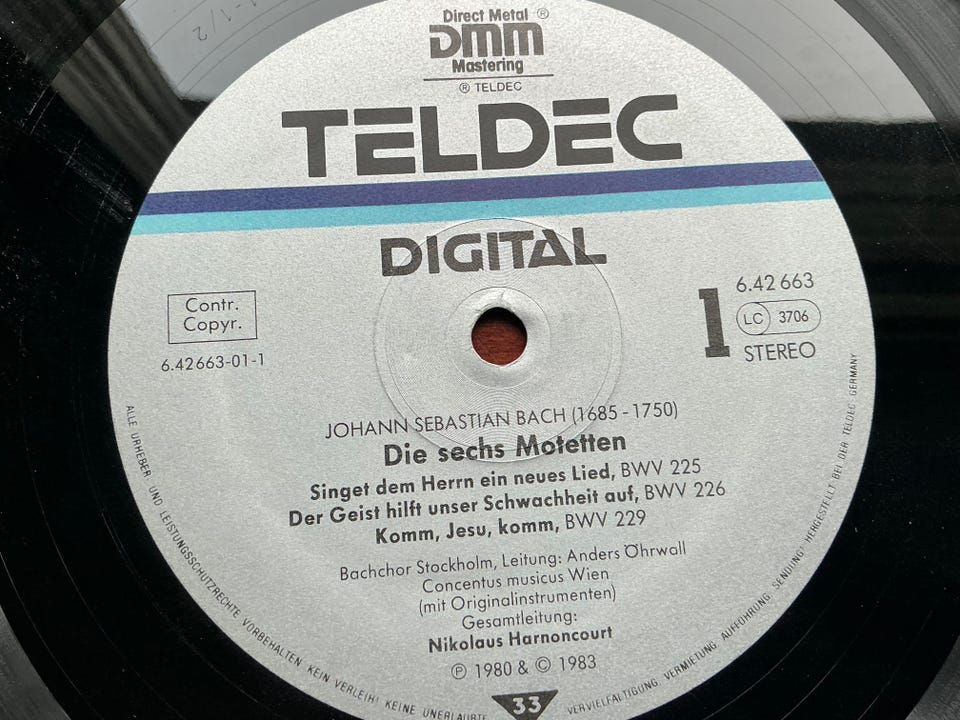 1-1/2
Direct Metal ®
DMM
Mastering
® TELDEC
TELDEC
DIGITAL
Contr.
Copyr.
6.42663-01-1
1
6.42 663
LC 3706
STEREO
JOHANN SEBASTIAN BACH (1685 - 1750)
Die sechs Motetten
Singet dem Herrn ein neues Lied, BWV 225
Der Geist hilft unser Schwachheit auf, BWV 226
Komm, Jesu, komm, BWV 229
Bachchor Stockholm, Leitung: Anders Öhrwall
Concentus musicus Wien
(mit Originalinstrumenten)
Gesamtleitung:
Nikolaus Harnoncourt
℗ 1980 & © 1983
33
ALLE URHEBER UND LEISTUNGSSCHUTZRECHTE VORBEHALTEN KEIN VERLEIH! KEINE UNERLAUBTE VERVIELFÄLTIGUNG, VERMIETUNG, AUFFÜHRUNG, SENDUNG! HERGESTELLT BEI DER TELDEC GERMANY